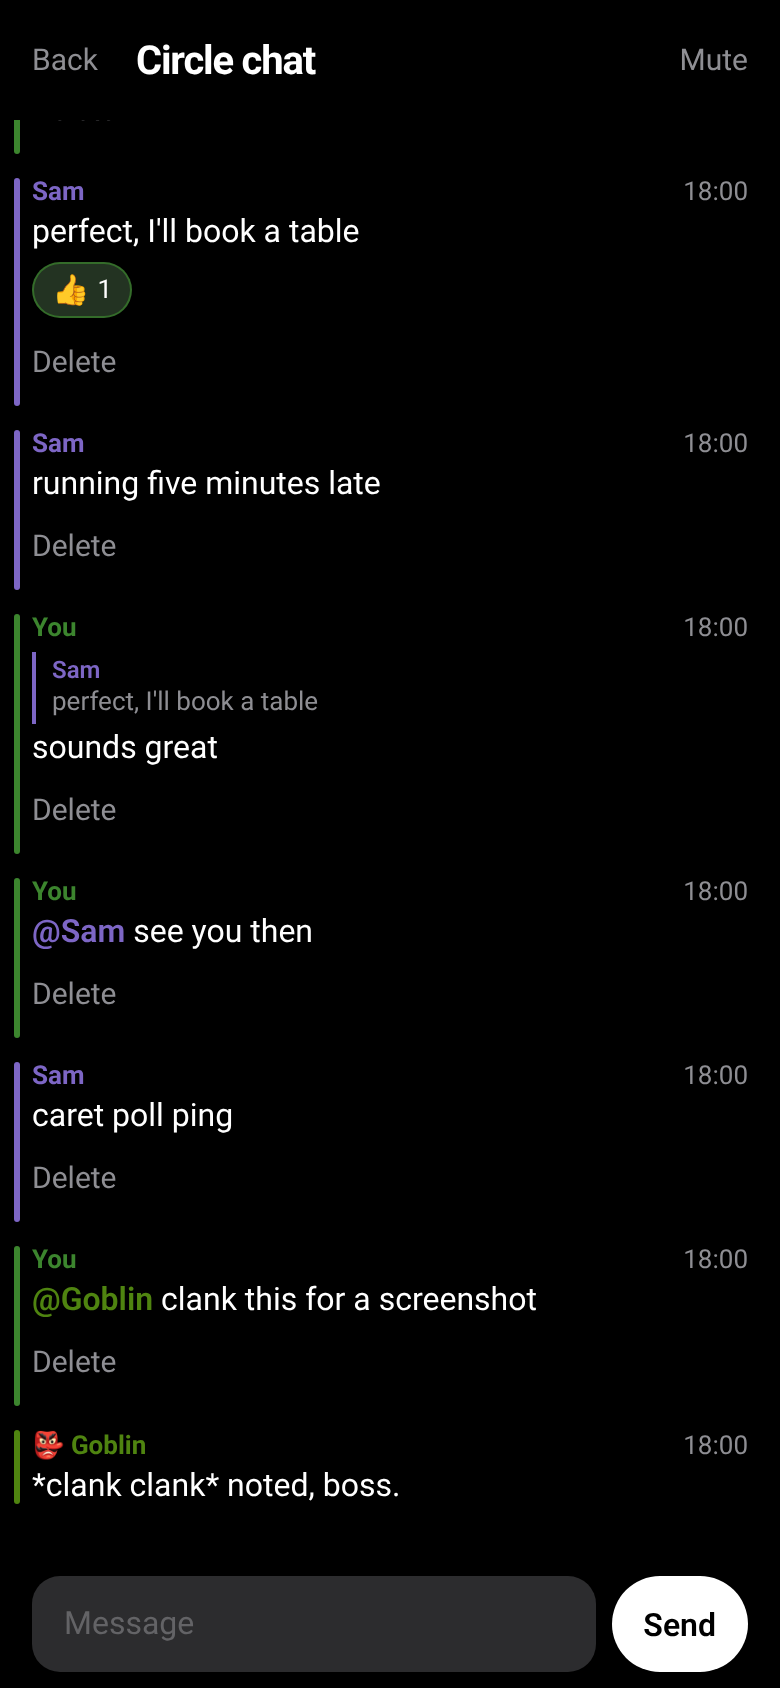 Back Circle chat Mute
Sam 18:00
perfect, I'll book a table
👍 1
Delete
Sam 18:00
running five minutes late
Delete
You 18:00
Sam
perfect, I'll book a table
sounds great
Delete
You 18:00
@Sam see you then
Delete
Sam 18:00
caret poll ping
Delete
You 18:00
@Goblin clank this for a screenshot
Delete
👺 Goblin 18:00
*clank clank* noted, boss.
Message Send